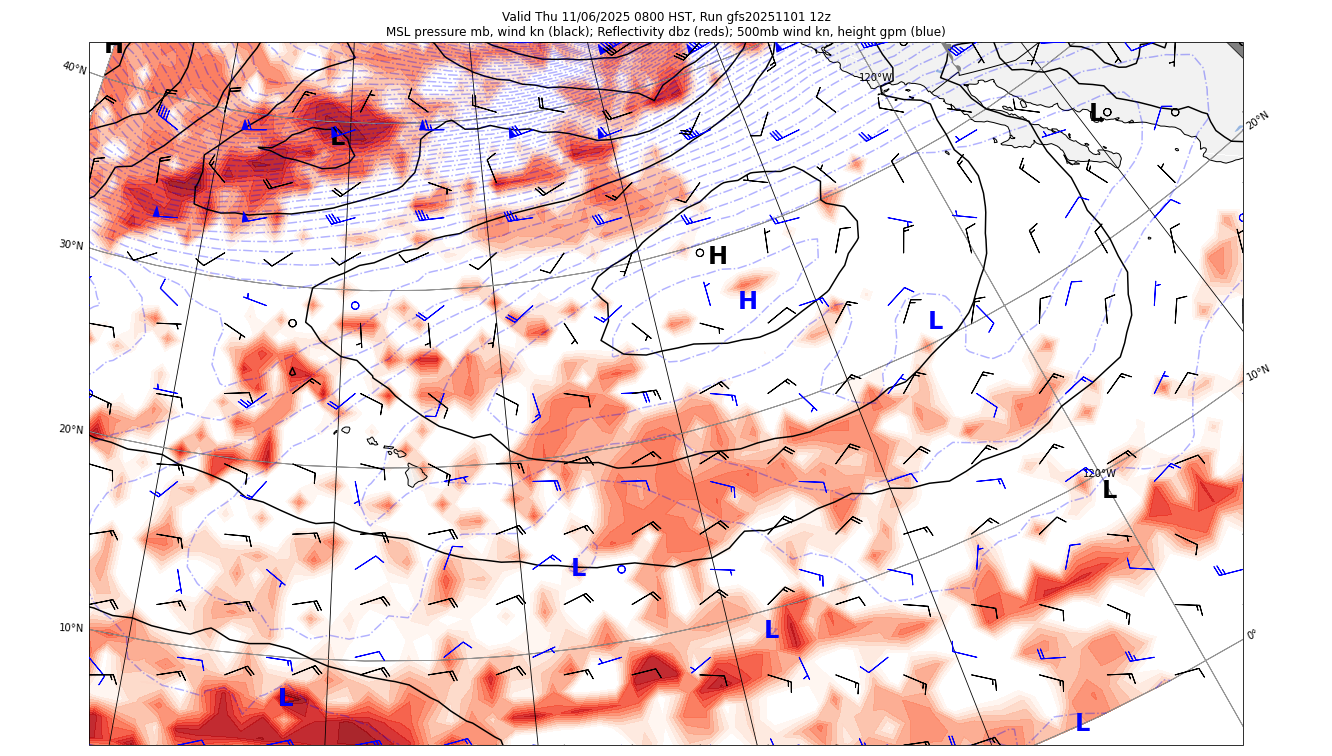 Valid Thu 11/06/2025 0800 HST, Run gfs20251101 12z
MSL pressure mb, wind kn (black); Reflectivity dbz (reds); 500mb wind kn, height gpm (blue)
H
40°N
120°W
L
20°N
L
30°N
H
H
L
10°N
20°N
120°W
L
L
10°N
L
0°
L
L